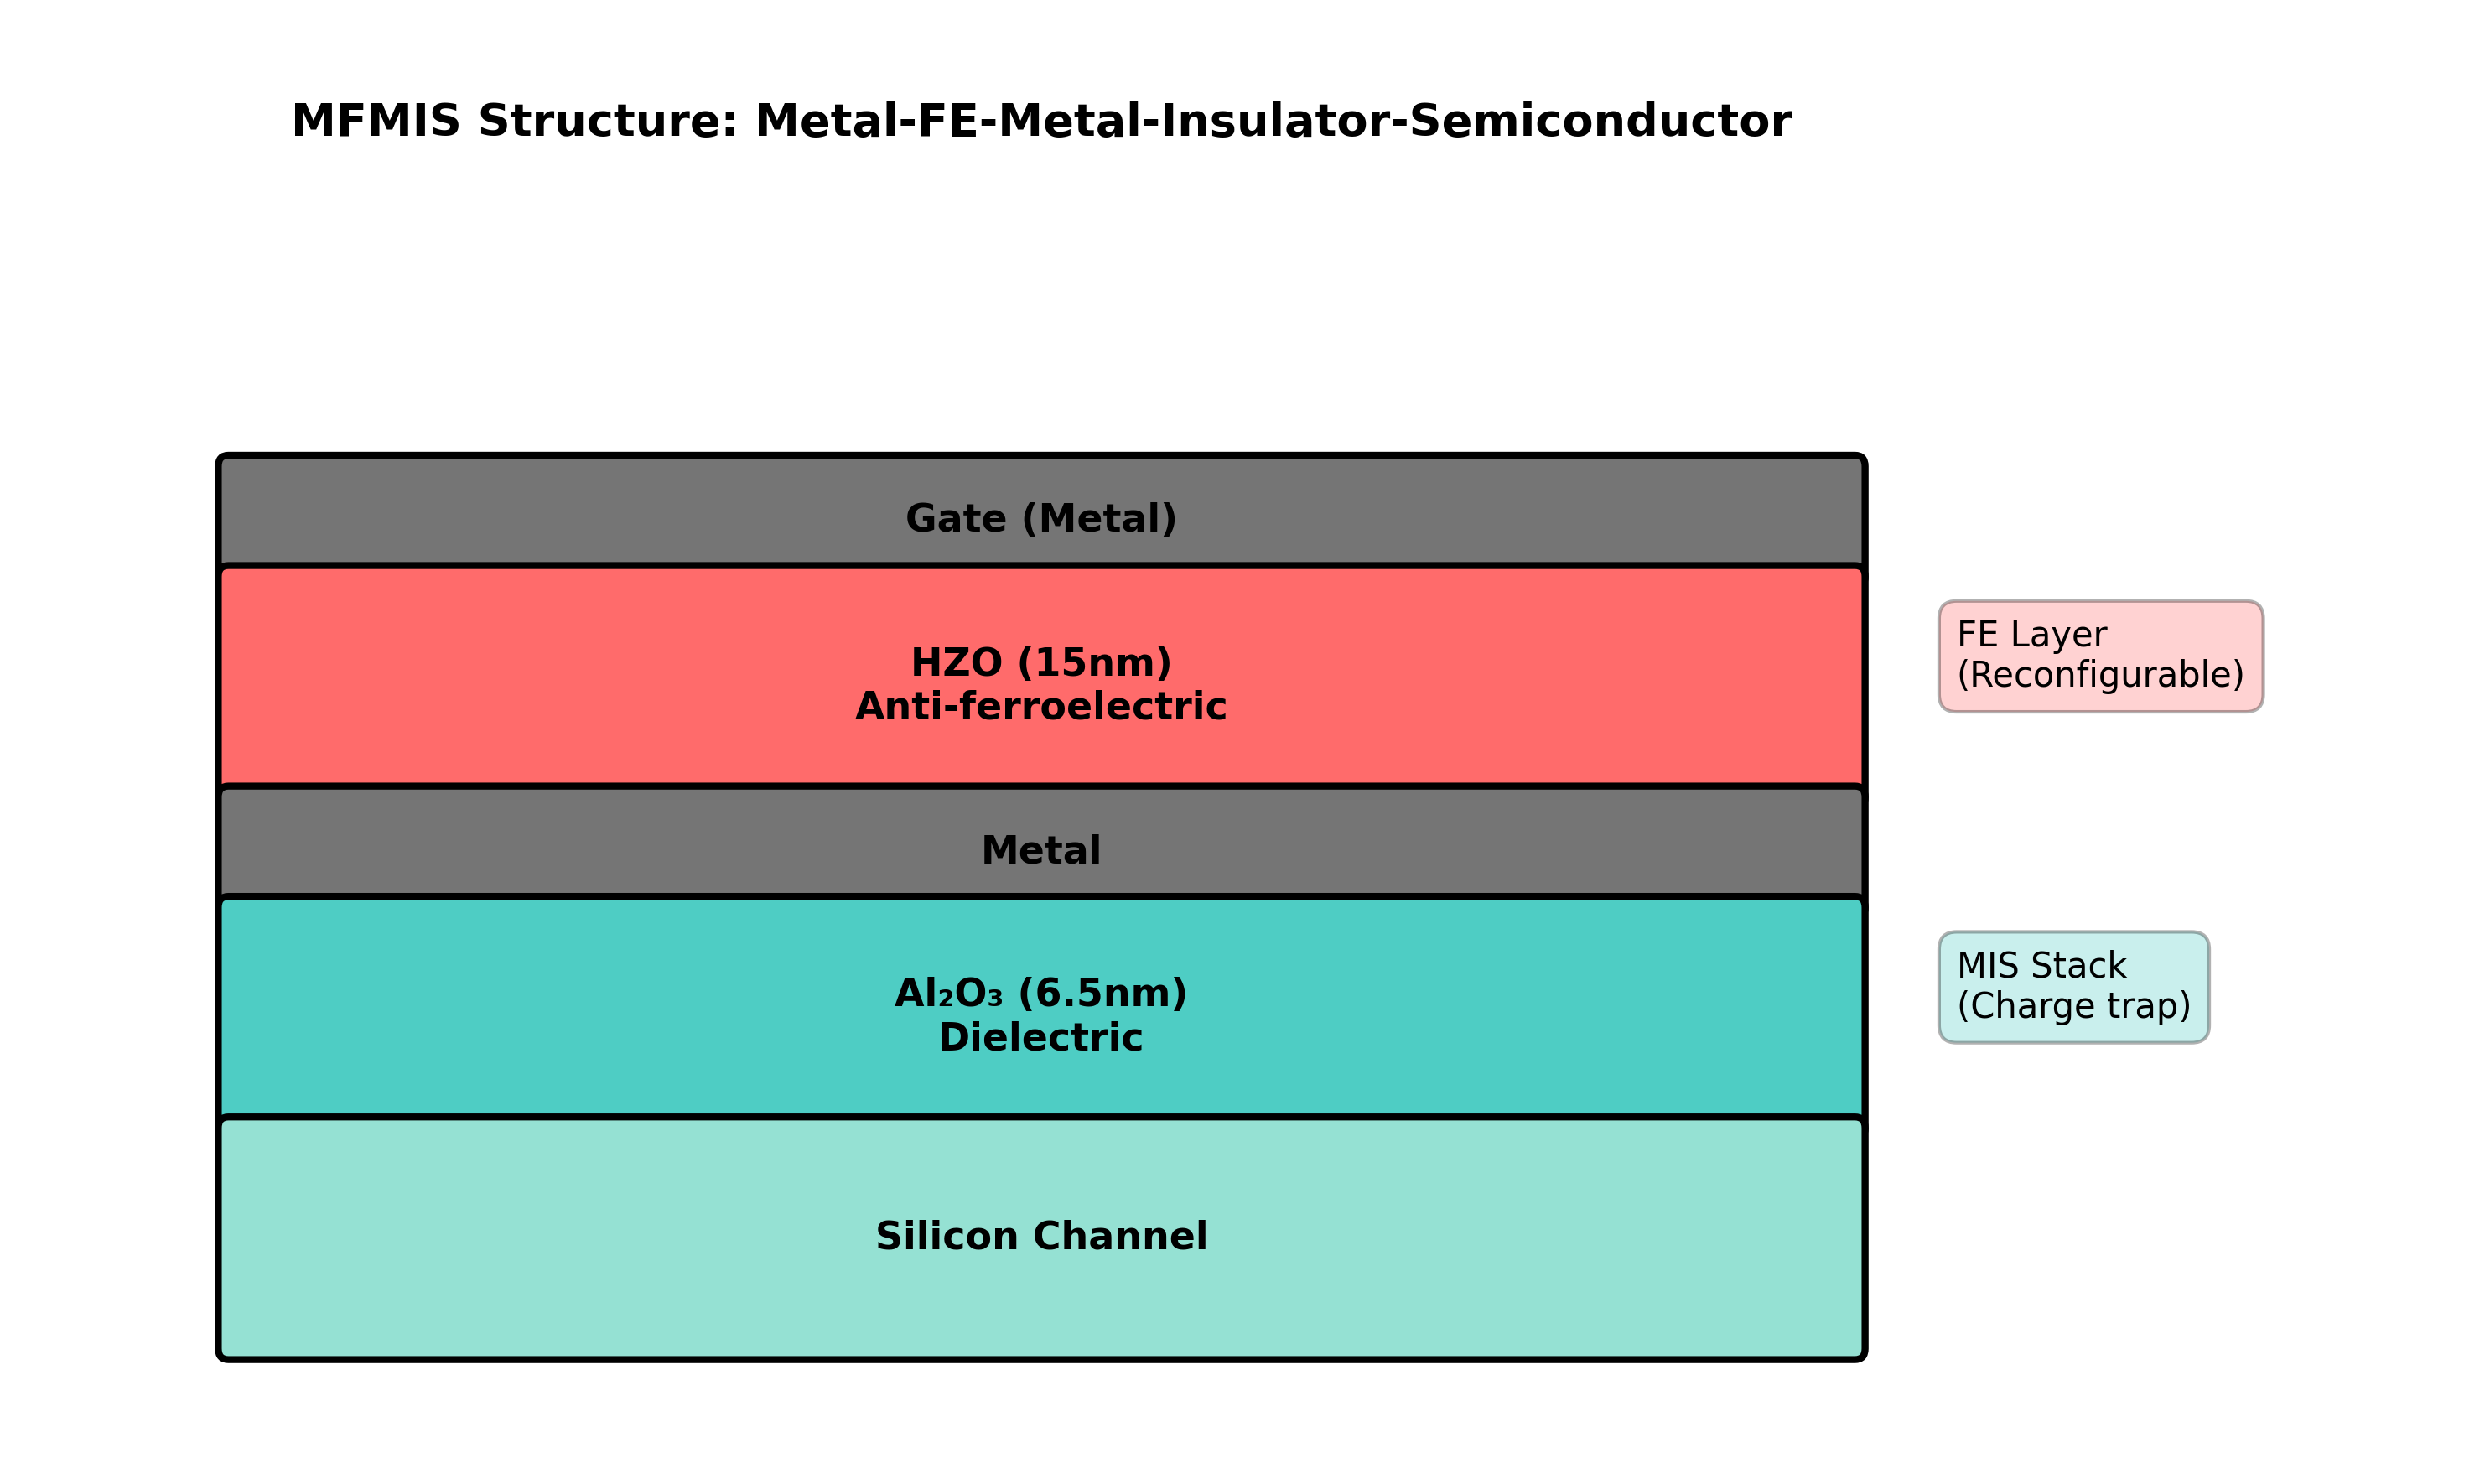 MFMIS Structure: Metal-FE-Metal-Insulator-Semiconductor
Gate (Metal)
HZO (15nm)
Anti-ferroelectric
FE Layer
(Reconfigurable)
Metal
Al₂O₃ (6.5nm)
Dielectric
MIS Stack
(Charge trap)
Silicon Channel